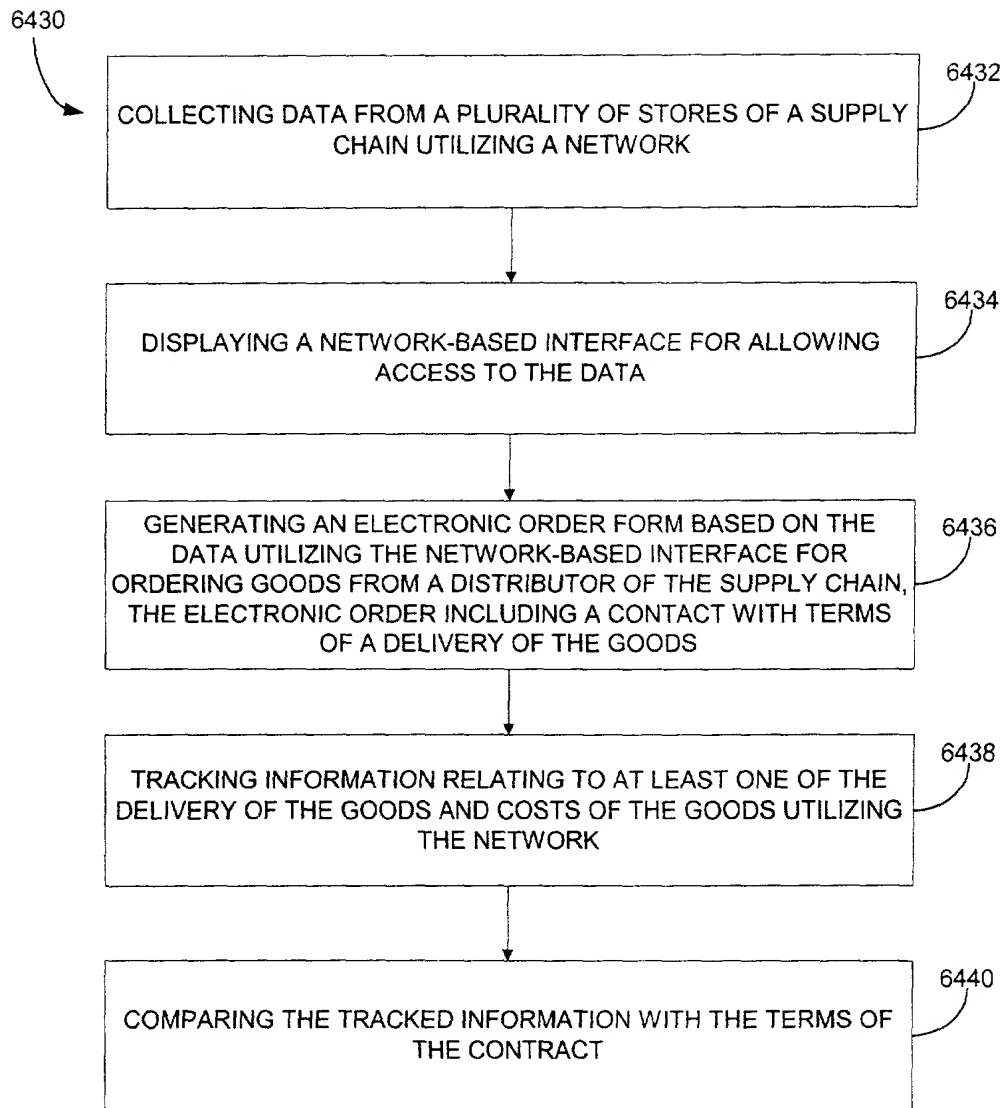 6430
6432
COLLECTING DATA FROM A PLURALITY OF STORES OF A SUPPLY
CHAIN UTILIZING A NETWORK
6434
DISPLAYING A NETWORK-BASED INTERFACE FOR ALLOWING
ACCESS TO THE DATA
6436
GENERATING AN ELECTRONIC ORDER FORM BASED ON THE
DATA UTILIZING THE NETWORK-BASED INTERFACE FOR
ORDERING GOODS FROM A DISTRIBUTOR OF THE SUPPLY CHAIN,
THE ELECTRONIC ORDER INCLUDING A CONTACT WITH TERMS
OF A DELIVERY OF THE GOODS
6438
TRACKING INFORMATION RELATING TO AT LEAST ONE OF THE
DELIVERY OF THE GOODS AND COSTS OF THE GOODS UTILIZING
THE NETWORK
6440
COMPARING THE TRACKED INFORMATION WITH THE TERMS OF
THE CONTRACT